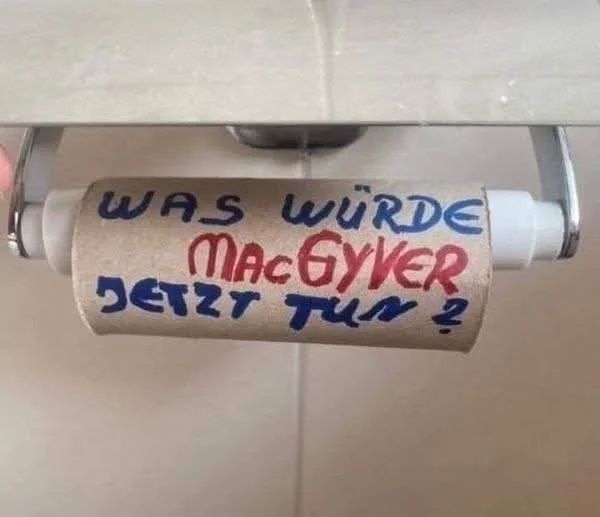 WAS WÜRDE
MACGYVER
JETZT TUN?